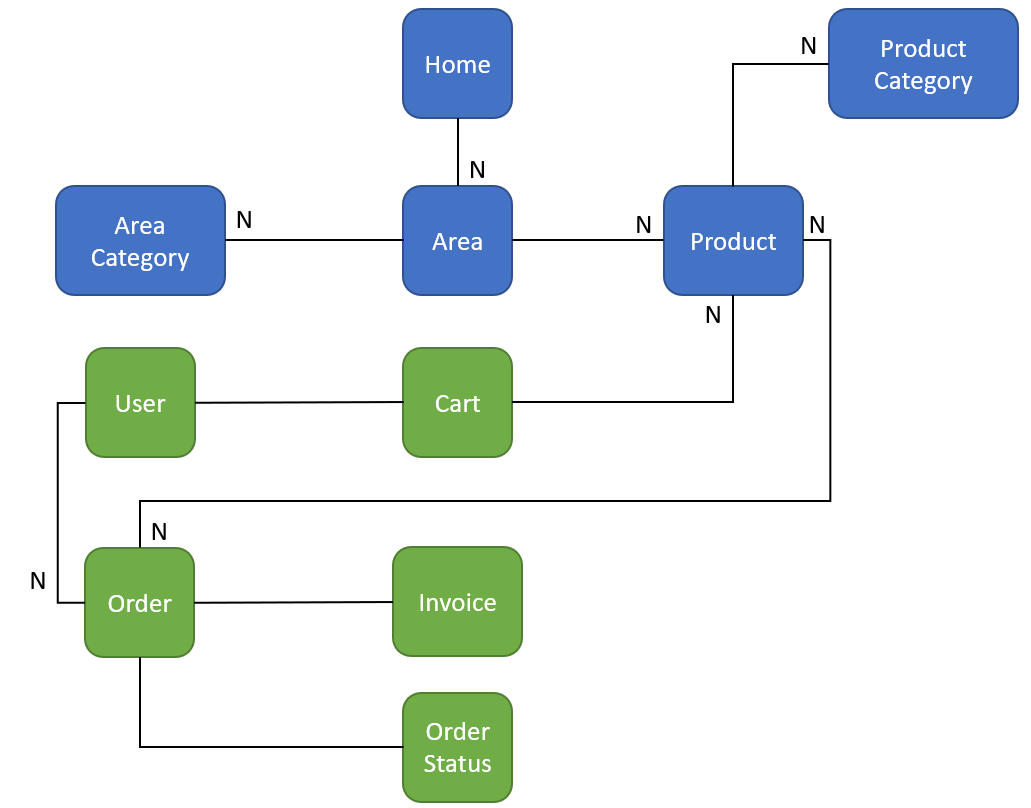 Home
N
Product
Category
N
Area
Category
N
Area
N
Product
N
N
User
Cart
N
N
Order
Invoice
Order
Status